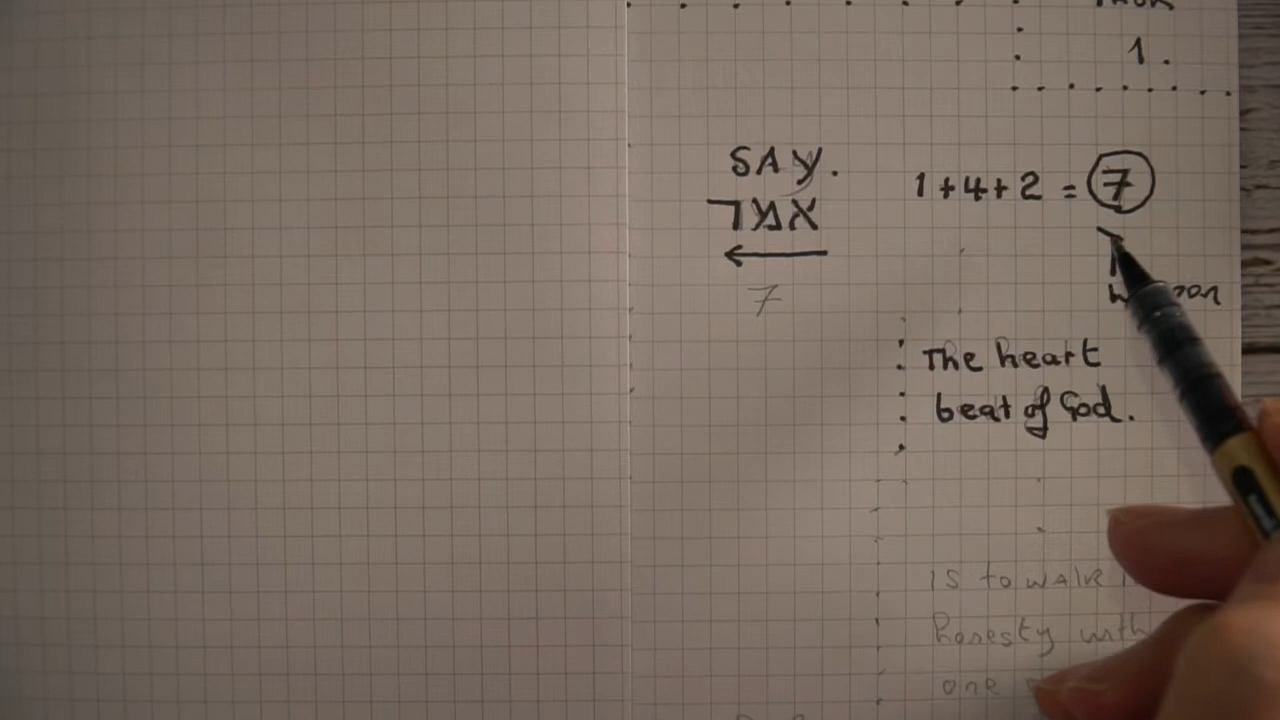 1.
SAY.
אמר
7
1+4+2 = 7
The heart
beat of God.
is to walk
honesty with
one